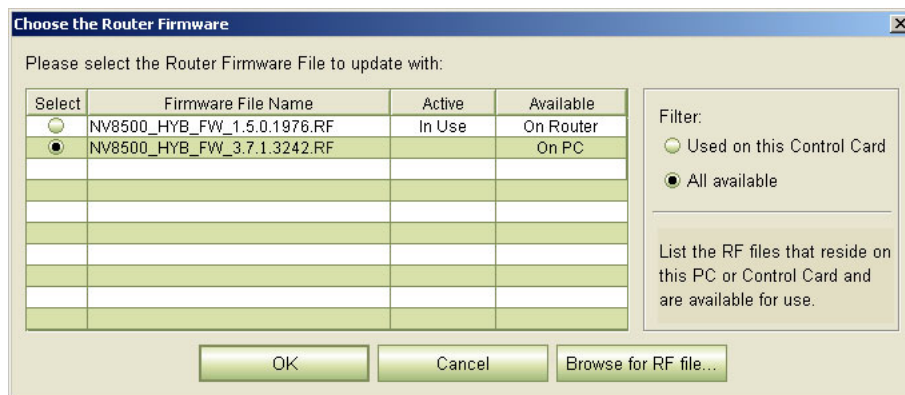 Choose the Router Firmware
Please select the Router Firmware File to update with:
Select Firmware File Name Active Available
NV8500_HYB_FW_1.5.0.1976.RF In Use On Router
NV8500_HYB_FW_3.7.1.3242.RF On PC
Filter:
Used on this Control Card
All available
List the RF files that reside on
this PC or Control Card and
are available for use.
OK Cancel Browse for RF file...